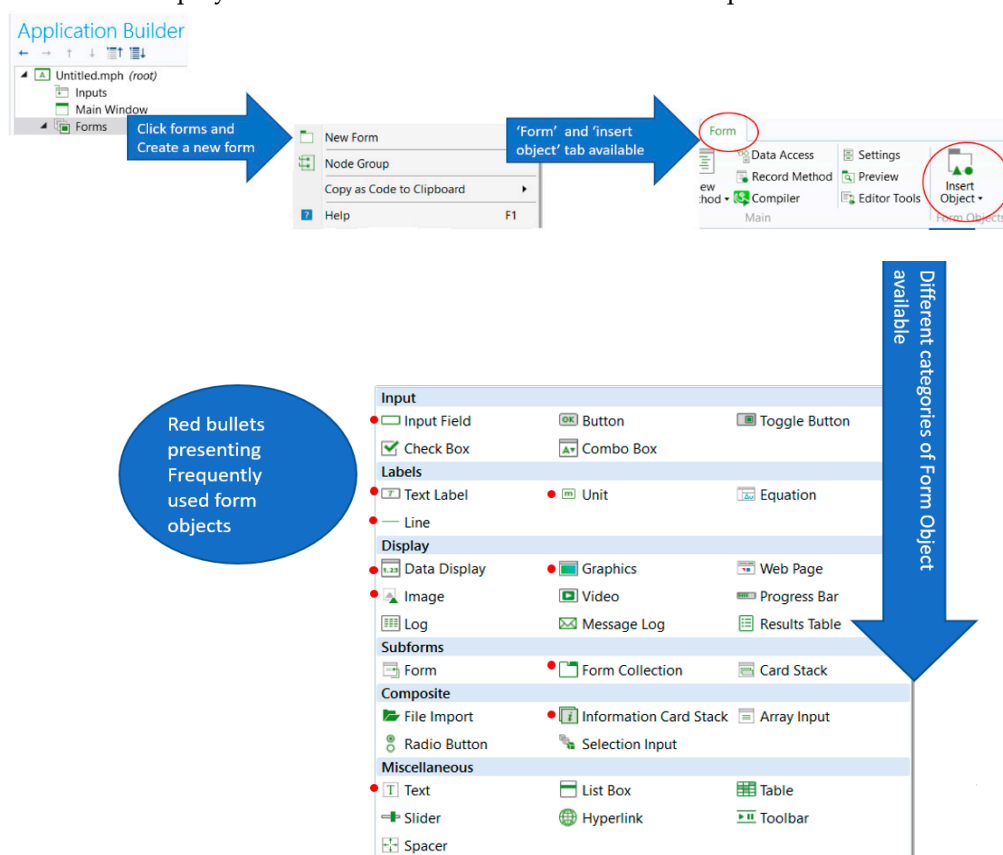 Application Builder
Untitled.mph (root)
Inputs
Main Window
Forms
Click forms and
Create a new form
New Form
Node Group
Copy as Code to Clipboard
Help F1
'Form' and 'insert
object' tab available
Form
Data Access Settings
Record Method Preview
Compiler Editor Tools
Insert
Object
Main
Form Objects
Different categories of Form Object
available
Red bullets
presenting
Frequently
used form
objects
Input
Input Field Button Toggle Button
Check Box Combo Box
Labels
Text Label Unit Equation
Line
Display
Data Display Graphics Web Page
Image Video Progress Bar
Log Message Log Results Table
Subforms
Form Form Collection Card Stack
Composite
File Import Information Card Stack Array Input
Radio Button Selection Input
Miscellaneous
Text List Box Table
Slider Hyperlink Toolbar
Spacer